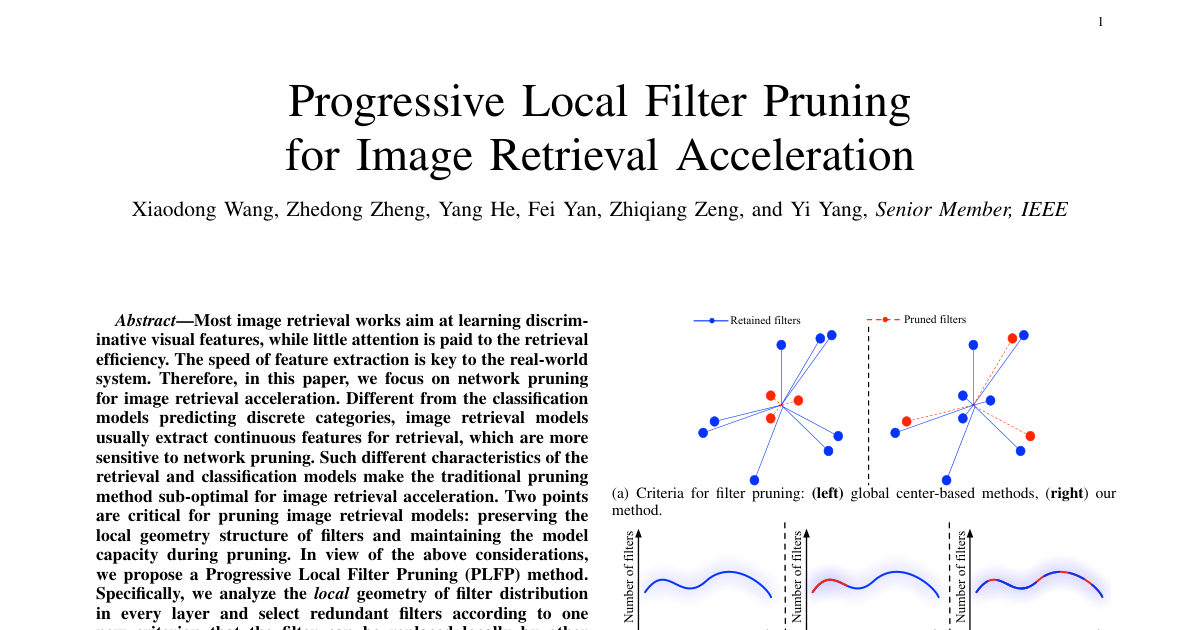 1
Progressive Local Filter Pruning
for Image Retrieval Acceleration
Xiaodong Wang, Zhedong Zheng, Yang He, Fei Yan, Zhiqiang Zeng, and Yi Yang, Senior Member, IEEE
Abstract—Most image retrieval works aim at learning discrim-
inative visual features, while little attention is paid to the retrieval
efficiency. The speed of feature extraction is key to the real-world
system. Therefore, in this paper, we focus on network pruning
for image retrieval acceleration. Different from the classification
models predicting discrete categories, image retrieval models
usually extract continuous features for retrieval, which are more
sensitive to network pruning. Such different characteristics of the
retrieval and classification models make the traditional pruning
method sub-optimal for image retrieval acceleration. Two points
are critical for pruning image retrieval models: preserving the
local geometry structure of filters and maintaining the model
capacity during pruning. In view of the above considerations,
we propose a Progressive Local Filter Pruning (PLFP) method.
Specifically, we analyze the local geometry of filter distribution
in every layer and select redundant filters according to one
Retained filters
Pruned filters
(a) Criteria for filter pruning: (left) global center-based methods, (right) our
method.
Number of filters
Number of filters
Number of filters